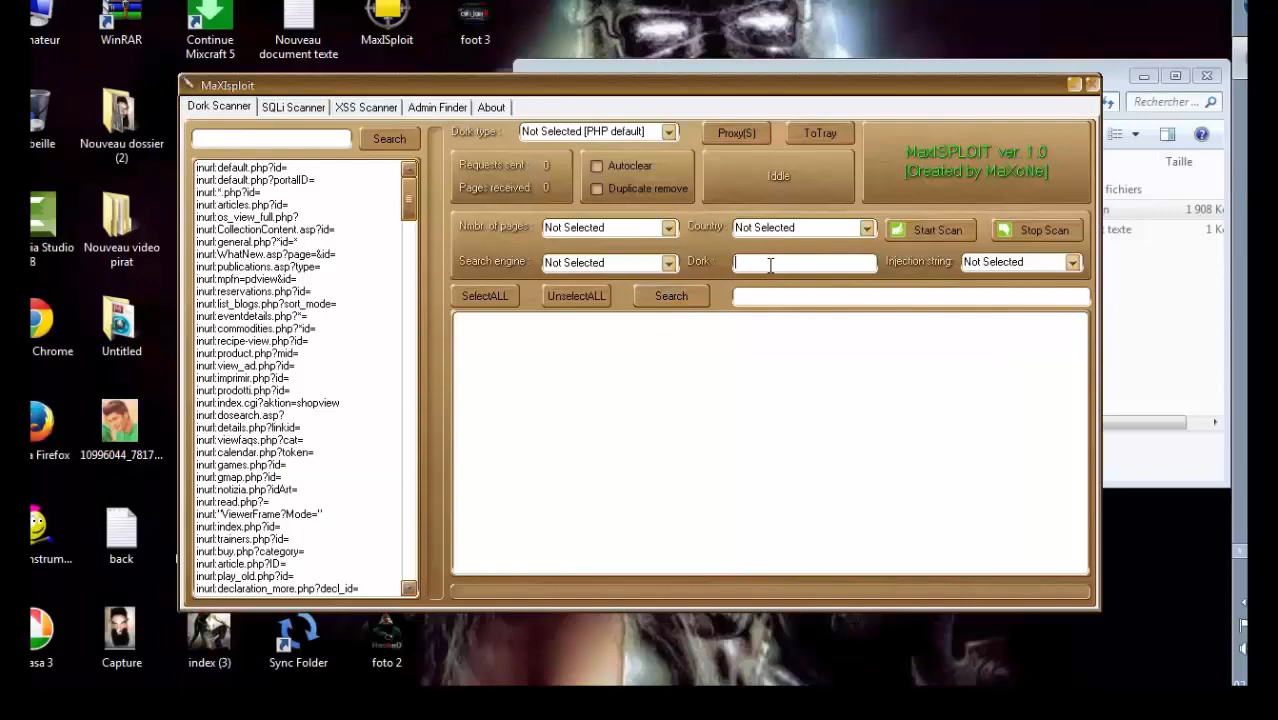 nateur
WinRAR
Continue
Mixcraft 5
Nouveau
document texte
MaxISploit
foot 3
MaXIsploit
Dork Scanner
SQLi Scanner
XSS Scanner
Admin Finder
About
Search
Dork type :
Not Selected [PHP default]
Proxy(S)
ToTray
Requests sent : 0
Pages received: 0
Autoclear
Duplicate remove
Iddle
MaxISPLOIT ver. 1.0
[Created by MaXoNe]
Nmbr. of pages :
Not Selected
Country
Not Selected
Start Scan
Stop Scan
Search engine :
Not Selected
Dork :
Injection string:
Not Selected
SelectALL
UnselectALL
Search
inurl:default.php?id=
inurl:default.php?portalID=
inurl:*.php?id=
inurl:articles.php?id=
inurl:os_view_full.php?
inurl:CollectionContent.asp?id=
inurl:general.php?*id=*
inurl:WhatNew.asp?page=&id=
inurl:publications.asp?type=
inurl:mpfn=pdview&id=
inurl:reservations.php?id=
inurl:list_blogs.php?sort_mode=
inurl:eventdetails.php?*=
inurl:commodities.php?*id=
inurl:recipe-view.php?id=
inurl:product.php?mid=
inurl:view_ad.php?id=
inurl:imprimir.php?id=
inurl:prodotti.php?id=
inurl:index.cgi?aktion=shopview
inurl:dosearch.asp?
inurl:details.php?linkid=
inurl:viewfaqs.php?cat=
inurl:calendar.php?token=
inurl:games.php?id=
inurl:gmap.php?id=
inurl:notizia.php?idArt=
inurl:read.php?=
inurl:"ViewerFrame?Mode="
inurl:index.php?id=
inurl:trainers.php?id=
inurl:buy.php?category=
inurl:article.php?ID=
inurl:play_old.php?id=
inurl:declaration_more.php?decl_id=
Rechercher ...
Taille
fichiers
1 908 Ke
t texte
1 Ke
beille
Nouveau dossier
(2)
ia Studio
8
Nouveau video
pirat
Chrome
Untitled
a Firefox
10996044_7817...
nstrum...
back
asa 3
Capture
index (3)
Sync Folder
foto 2